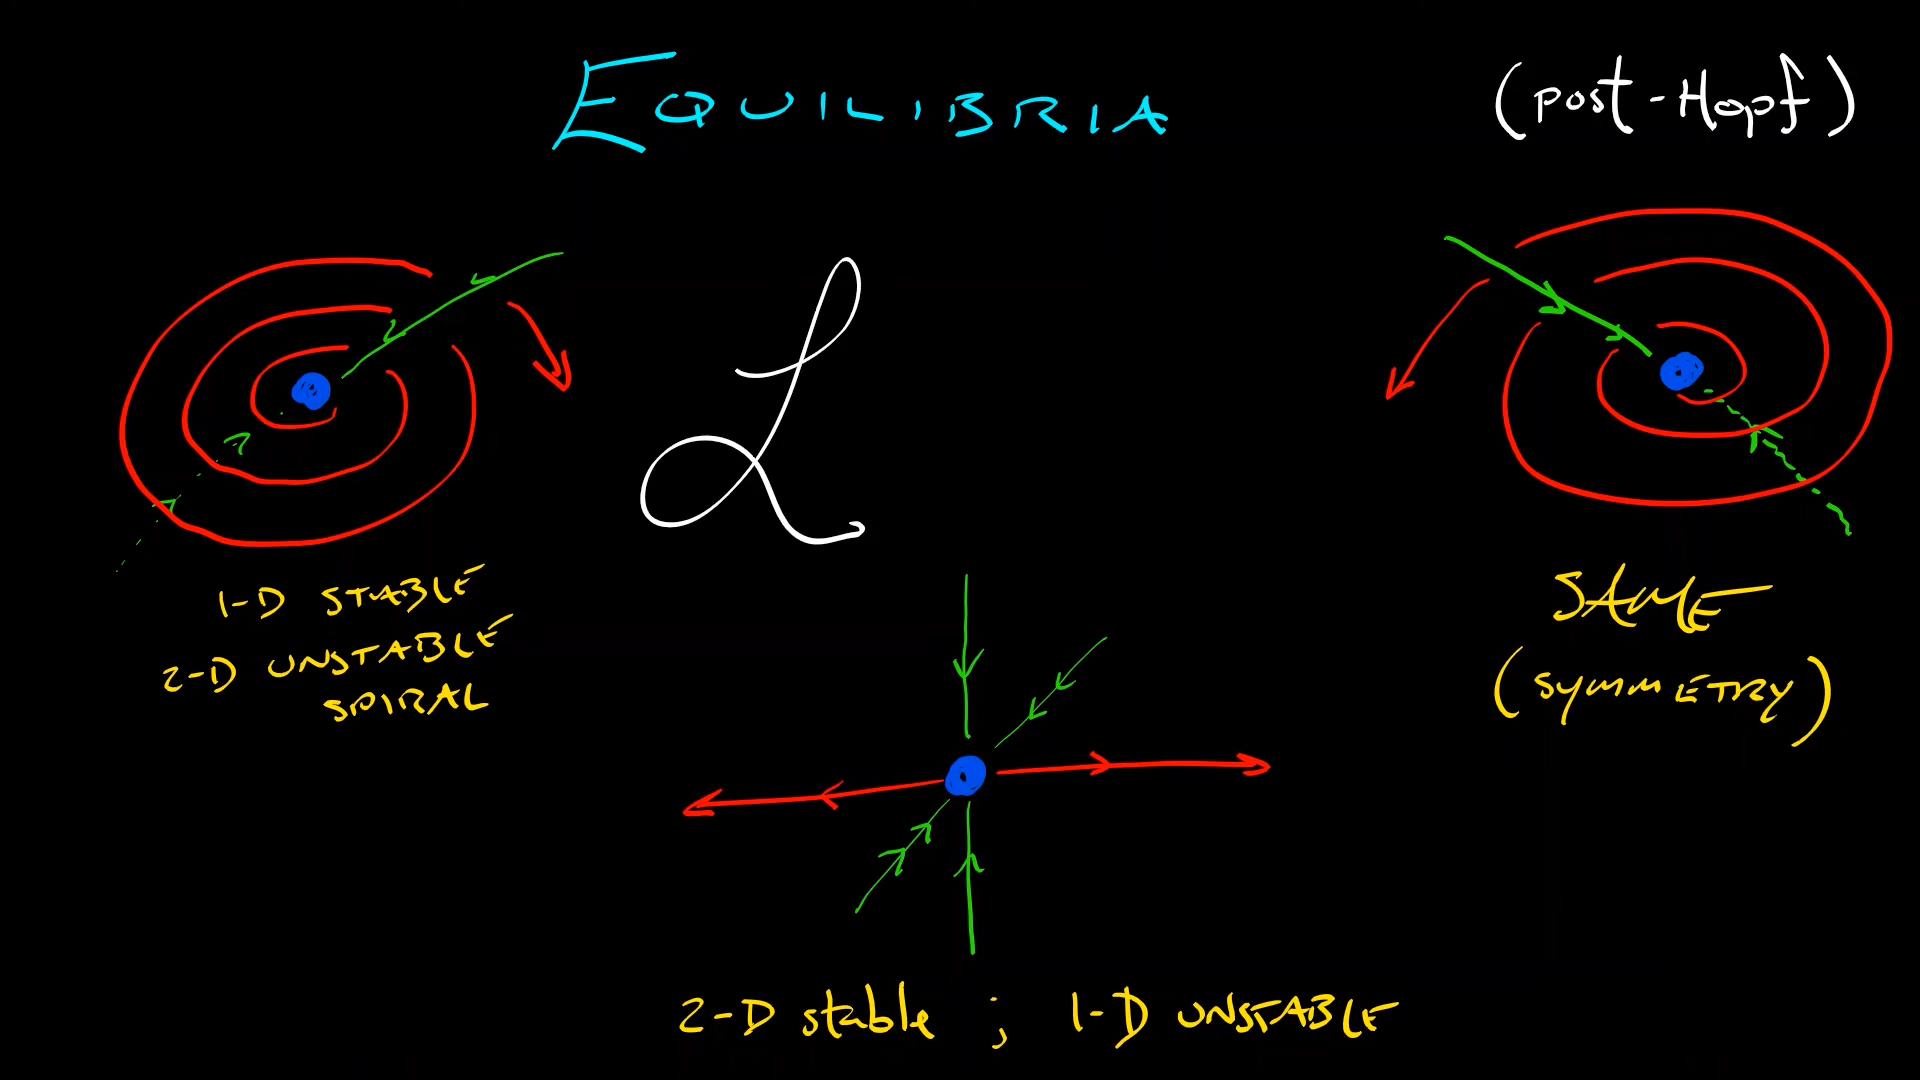 EQUILIBRIA
(post-Hopf)
L
1-D STABLE
2-D UNSTABLE
SPIRAL
SAME
(SYMMETRY)
2-D stable ; 1-D UNSTABLE